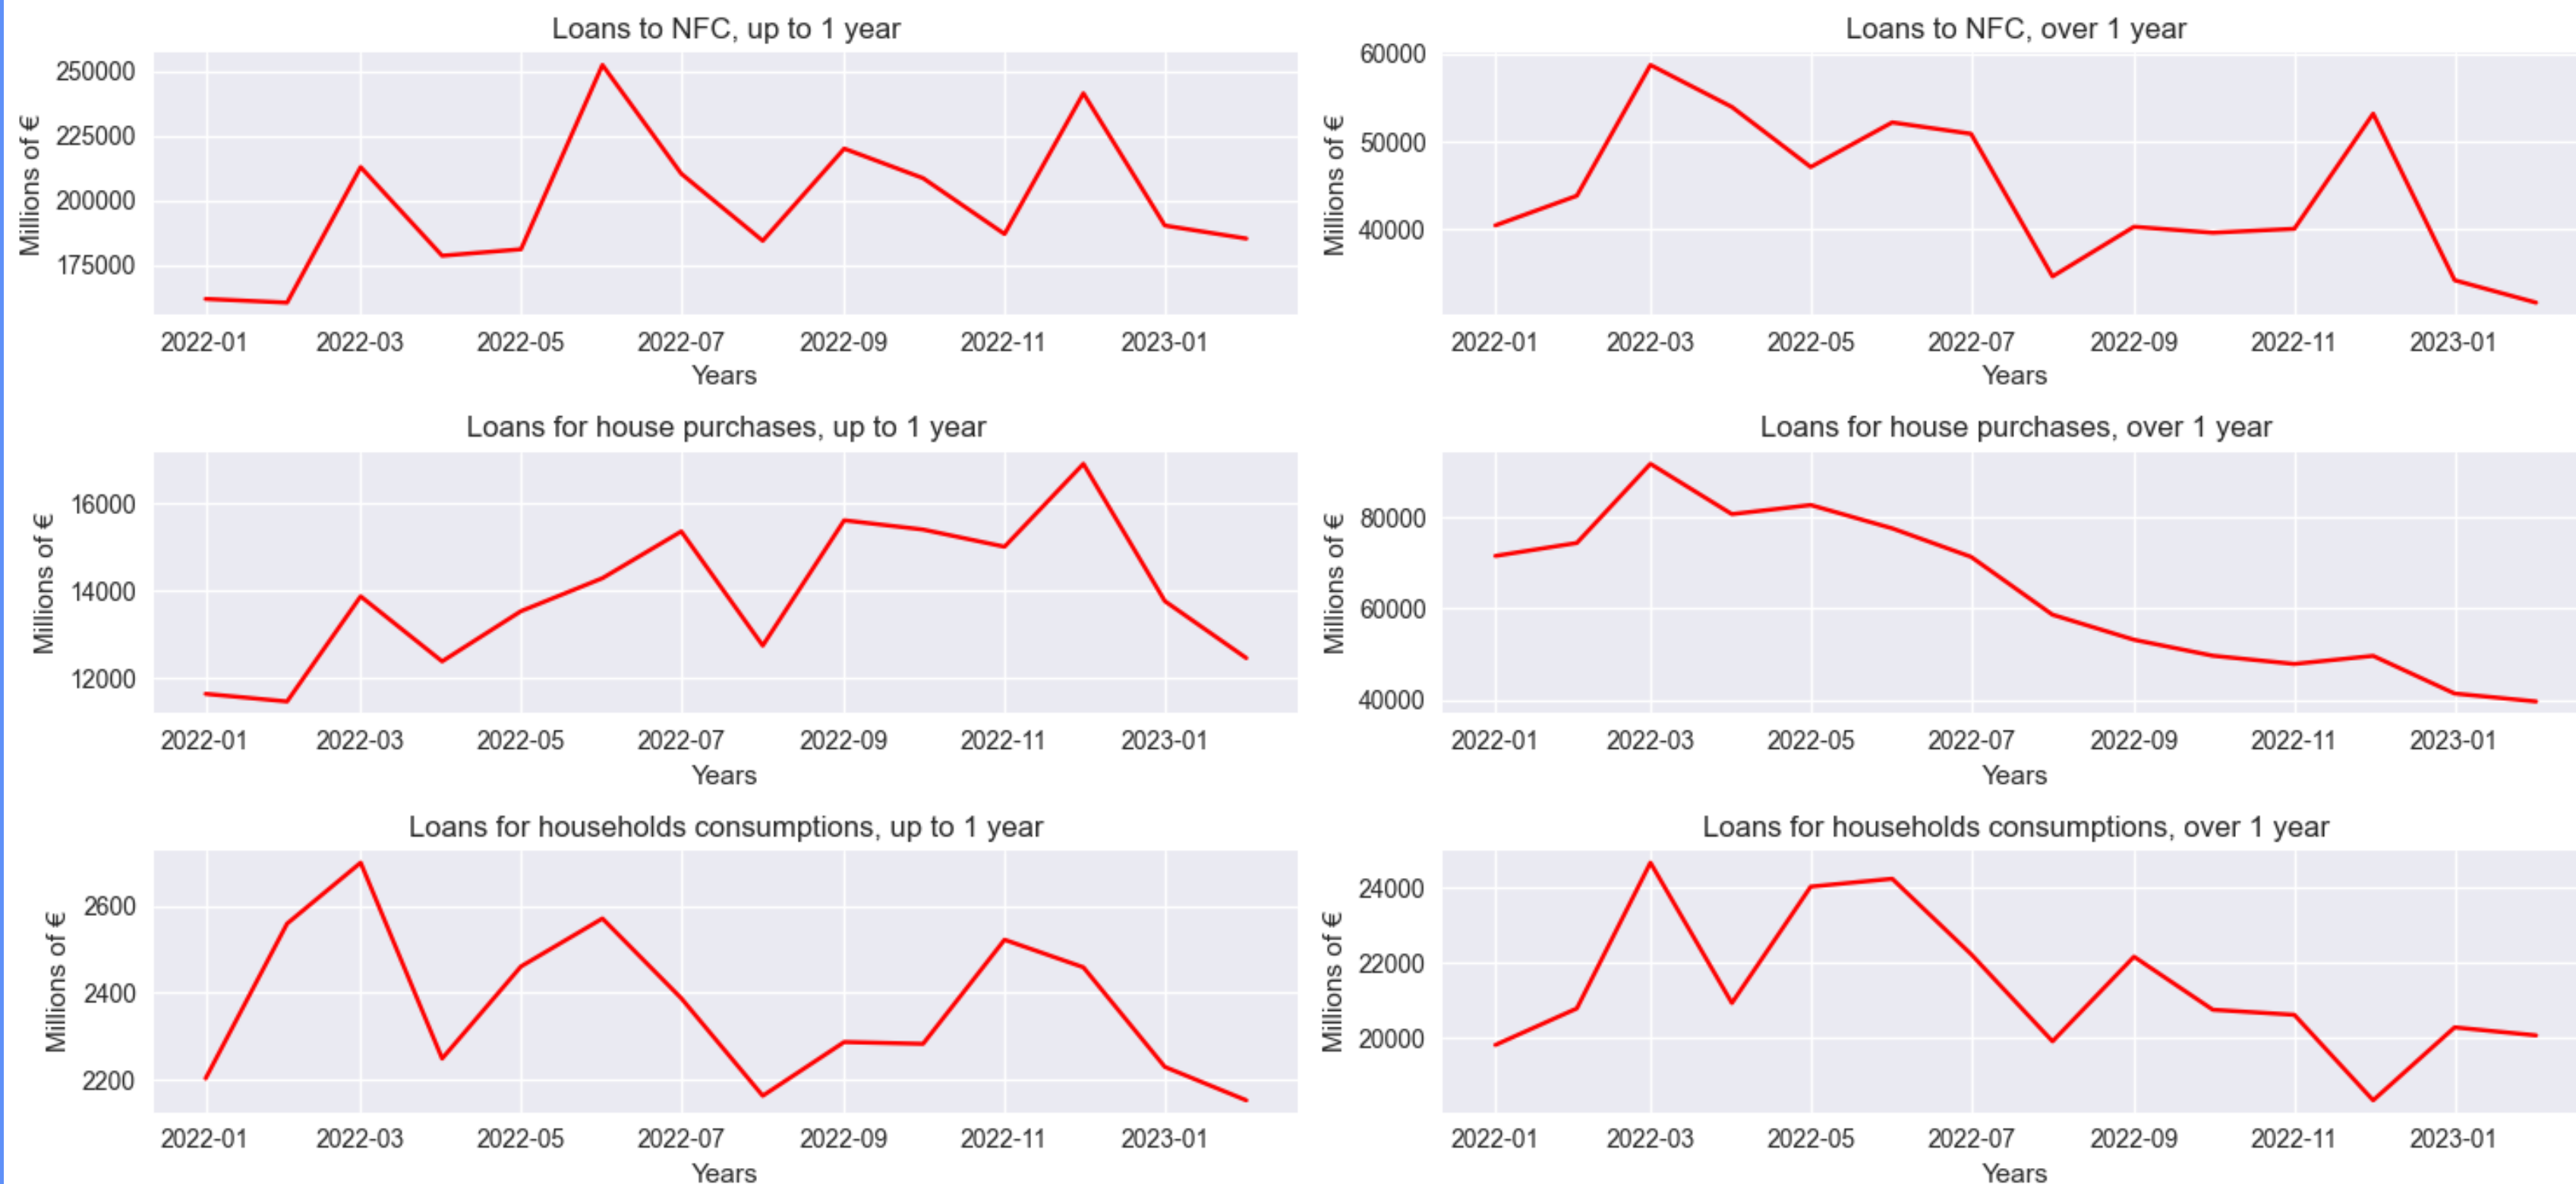 Loans to NFC, up to 1 year
250000
225000
200000
175000
Millions of €
2022-01 2022-03 2022-05 2022-07 2022-09 2022-11 2023-01
Years
Loans to NFC, over 1 year
60000
50000
40000
Millions of €
2022-01 2022-03 2022-05 2022-07 2022-09 2022-11 2023-01
Years
Loans for house purchases, up to 1 year
16000
14000
12000
Millions of €
2022-01 2022-03 2022-05 2022-07 2022-09 2022-11 2023-01
Years
Loans for house purchases, over 1 year
80000
60000
40000
Millions of €
2022-01 2022-03 2022-05 2022-07 2022-09 2022-11 2023-01
Years
Loans for households consumptions, up to 1 year
2600
2400
2200
Millions of €
2022-01 2022-03 2022-05 2022-07 2022-09 2022-11 2023-01
Years
Loans for households consumptions, over 1 year
24000
22000
20000
Millions of €
2022-01 2022-03 2022-05 2022-07 2022-09 2022-11 2023-01
Years